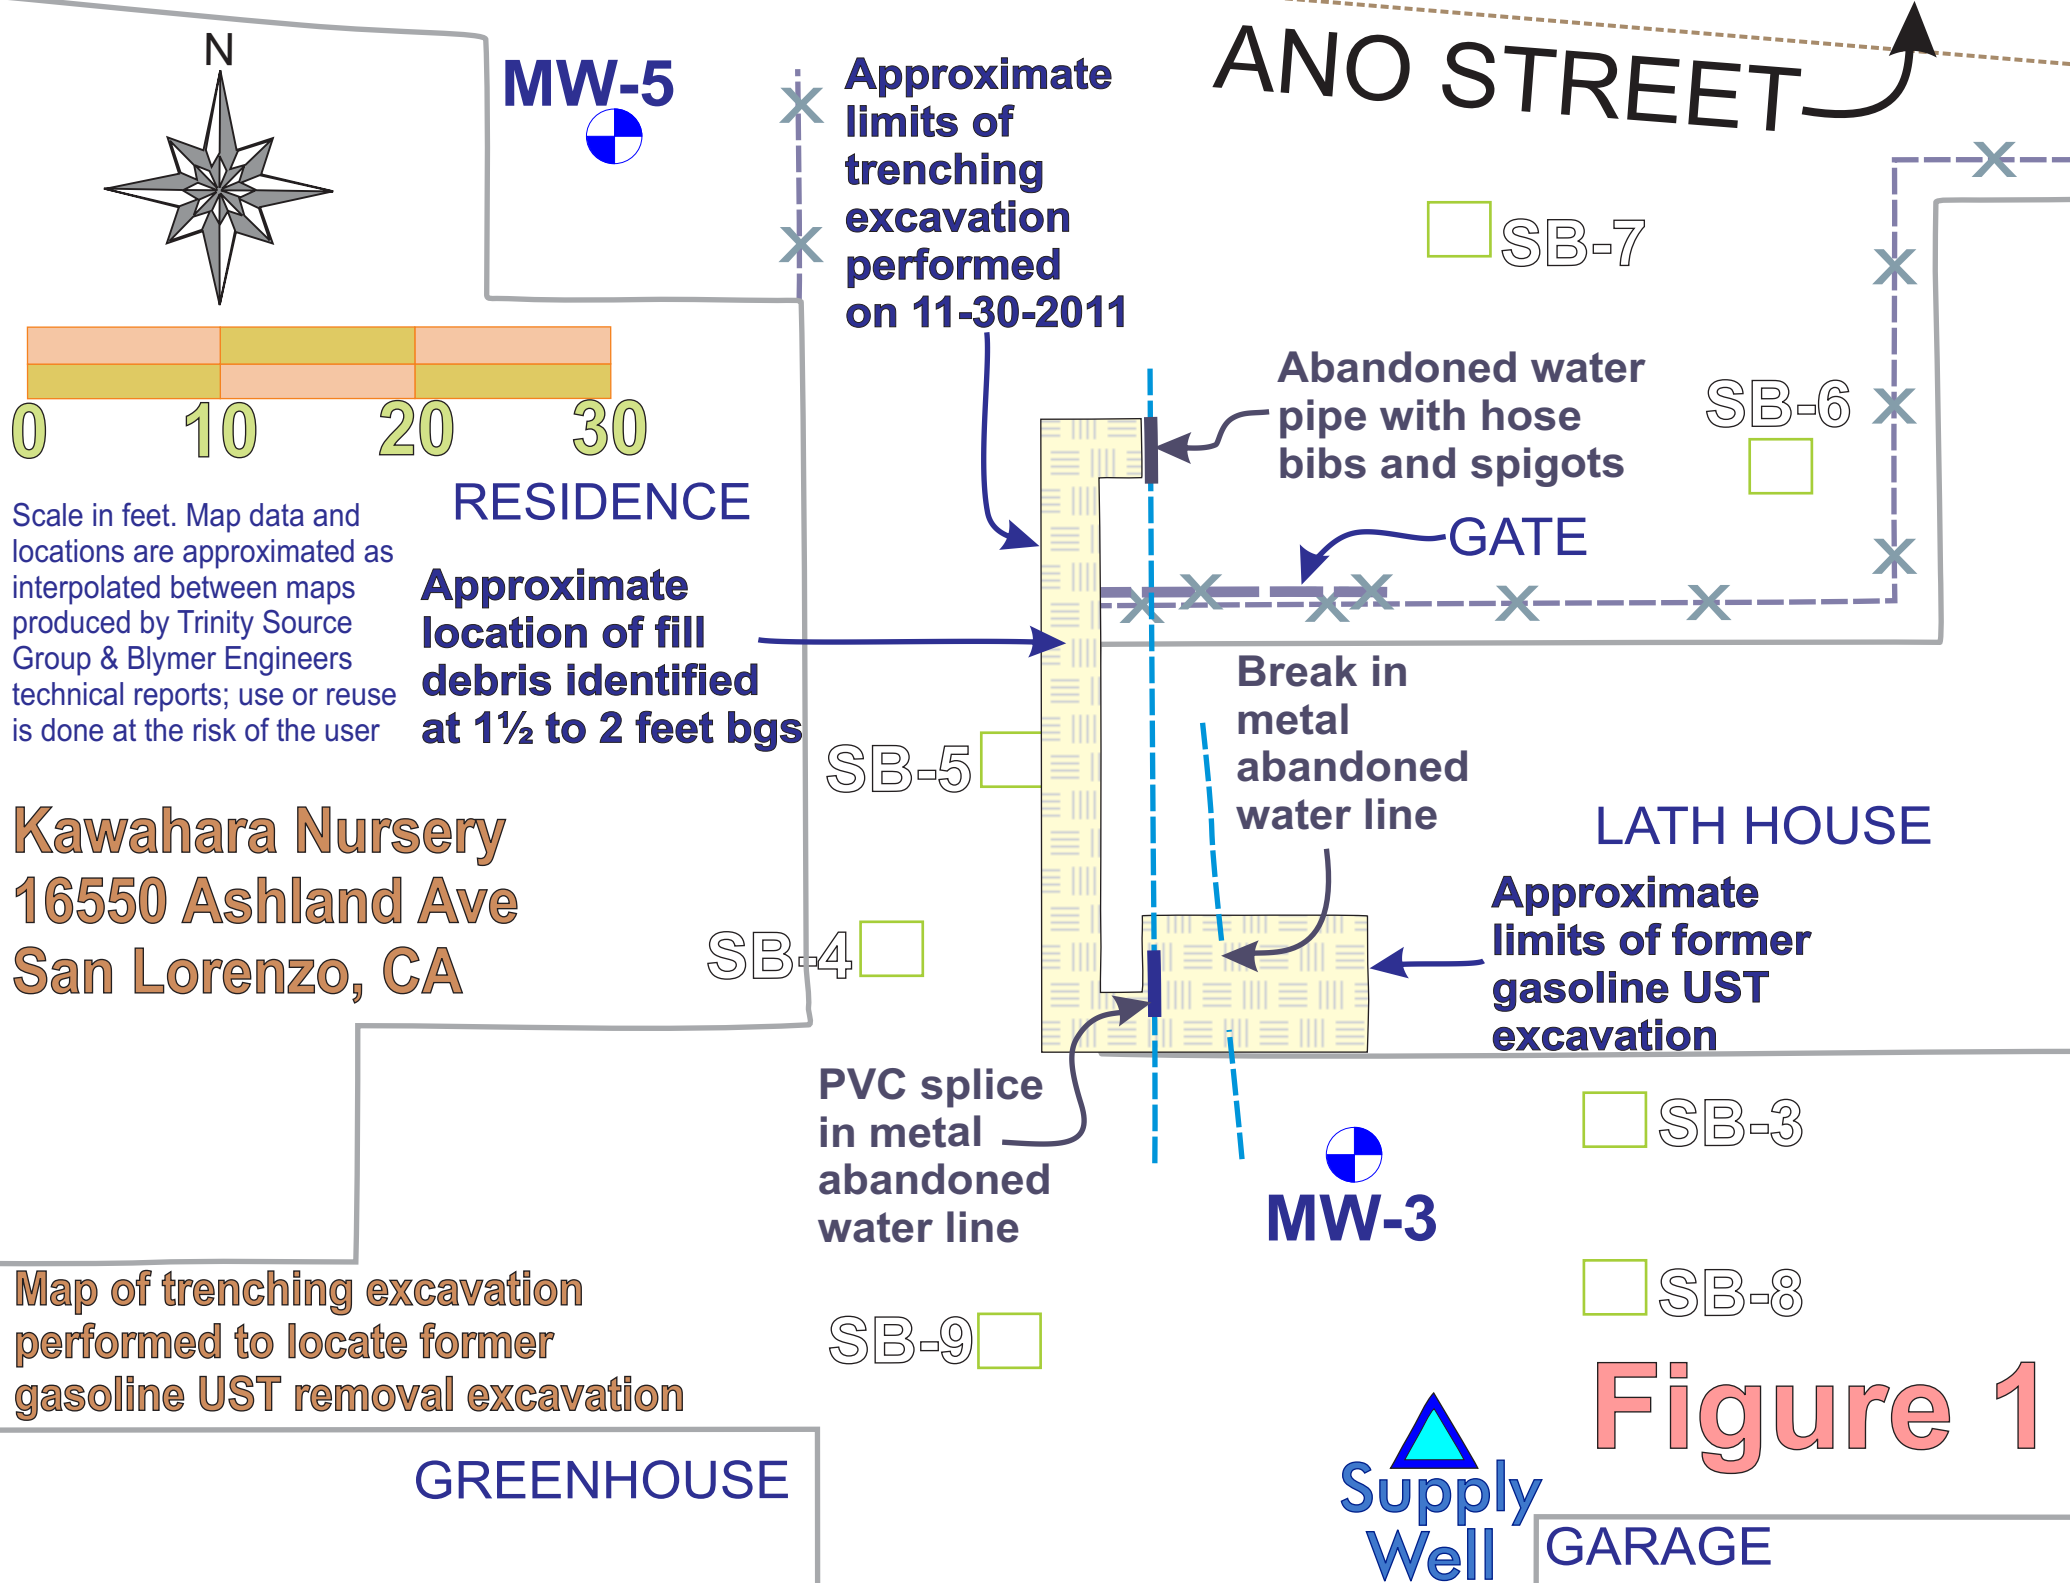 N
MW-5
Approximate
limits of
trenching
excavation
performed
on 11-30-2011
ANO STREET
SB-7
0 10 20 30
Scale in feet. Map data and
locations are approximated as
interpolated between maps
produced by Trinity Source
Group & Blymer Engineers
technical reports; use or reuse
is done at the risk of the user
RESIDENCE
Abandoned water
pipe with hose
bibs and spigots
SB-6
GATE
Approximate
location of fill
debris identified
at 1½ to 2 feet bgs
Break in
metal
abandoned
water line
SB-5
LATH HOUSE
Kawahara Nursery
16550 Ashland Ave
San Lorenzo, CA
SB-4
Approximate
limits of former
gasoline UST
excavation
PVC splice
in metal
abandoned
water line
SB-3
MW-3
Map of trenching excavation
performed to locate former
gasoline UST removal excavation
SB-9
SB-8
Figure 1
GREENHOUSE
Supply
Well
GARAGE